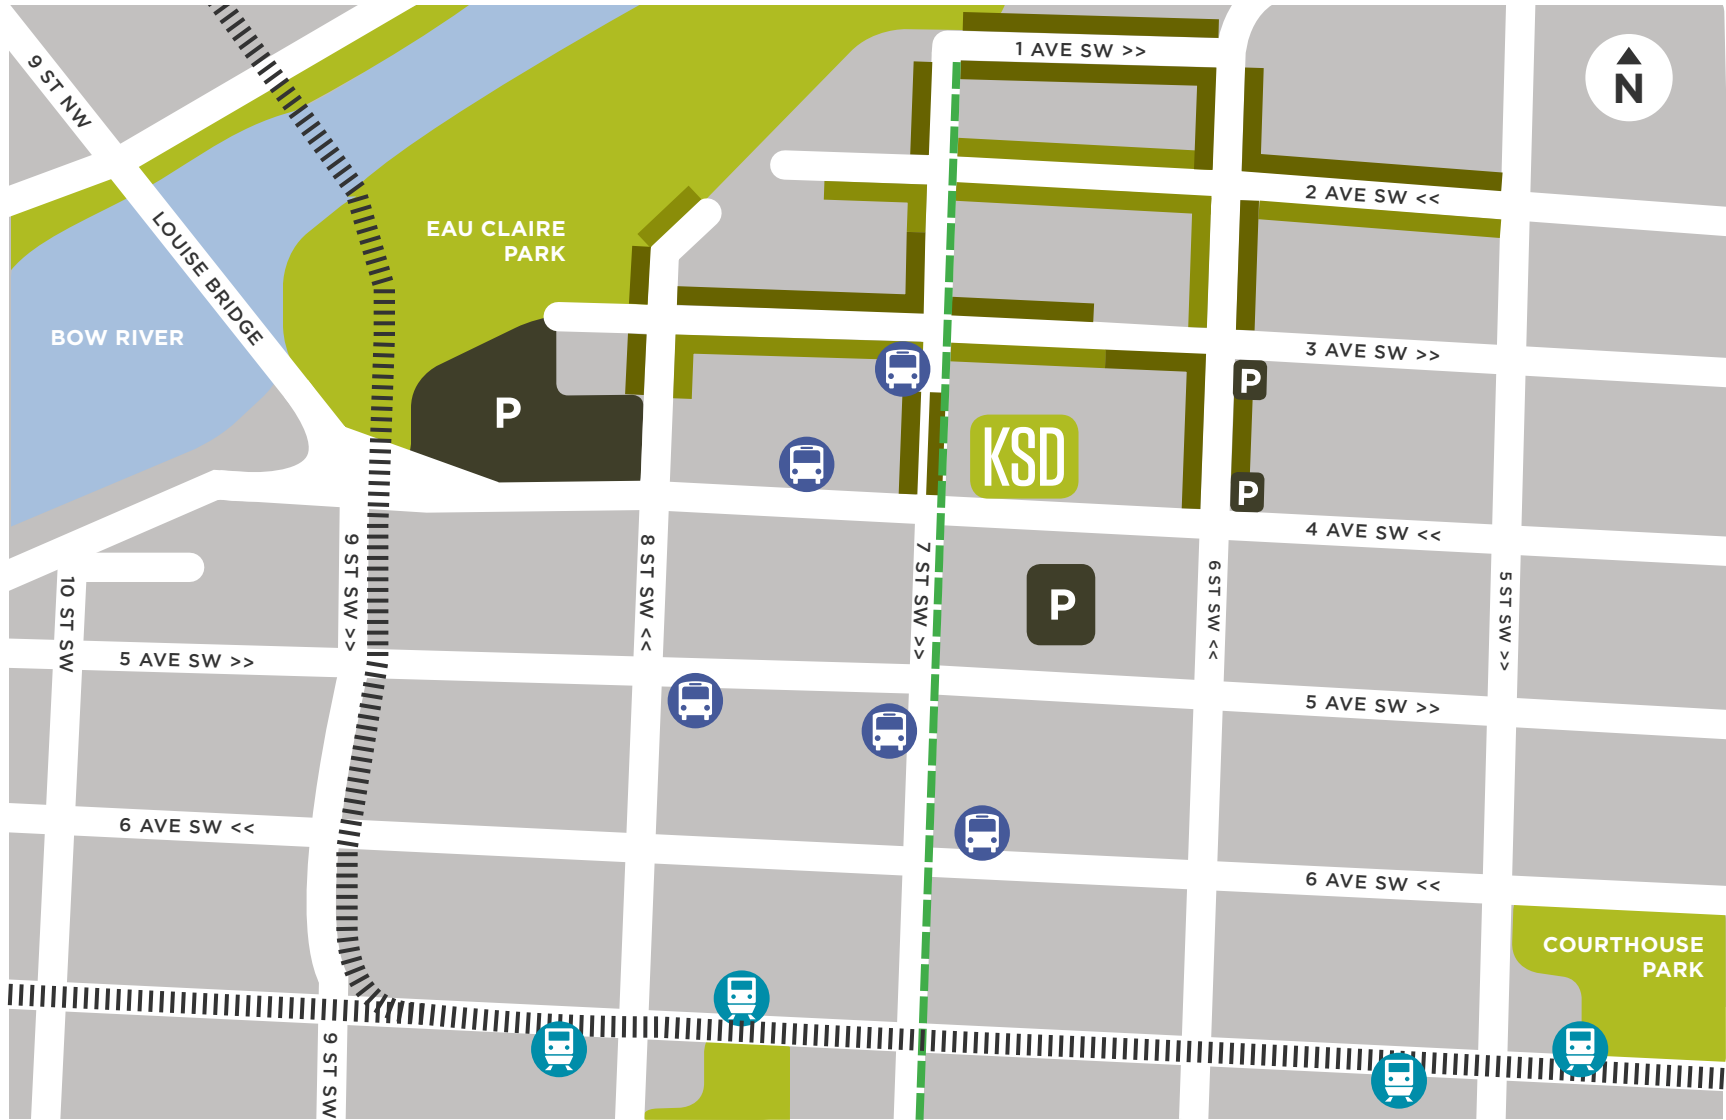 1 AVE SW >>
N
9 ST NW
2 AVE SW <<
LOUISE BRIDGE
EAU CLAIRE
PARK
BOW RIVER
3 AVE SW >>
P
P
KSD
P
4 AVE SW <<
9 ST SW >>
8 ST SW <<
7 ST SW >>
6 ST SW <<
5 ST SW >>
10 ST SW
P
5 AVE SW >>
5 AVE SW >>
6 AVE SW <<
6 AVE SW <<
COURTHOUSE
PARK
9 ST SW